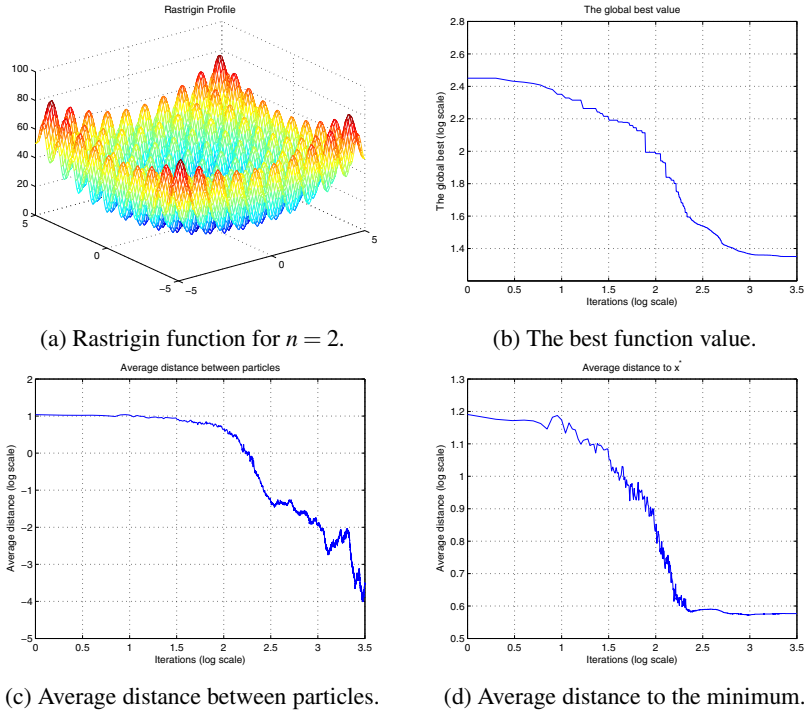 Rastrigin Profile
100
80
60
40
20
0
5
0
−5
−5
0
5
(a) Rastrigin function for n = 2.
The global best value
The global best (log scale)
2.8
2.6
2.4
2.2
2
1.8
1.6
1.4
0 0.5 1 1.5 2 2.5 3 3.5
Iterations (log scale)
(b) The best function value.
Average distance between particles
Average distance (log scale)
2
1
0
−1
−2
−3
−4
−5
0 0.5 1 1.5 2 2.5 3 3.5
Iterations (log scale)
(c) Average distance between particles.
Average distance to x*
Average distance (log scale)
1.3
1.2
1.1
1
0.9
0.8
0.7
0.6
0.5
0 0.5 1 1.5 2 2.5 3 3.5
Iterations (log scale)
(d) Average distance to the minimum.